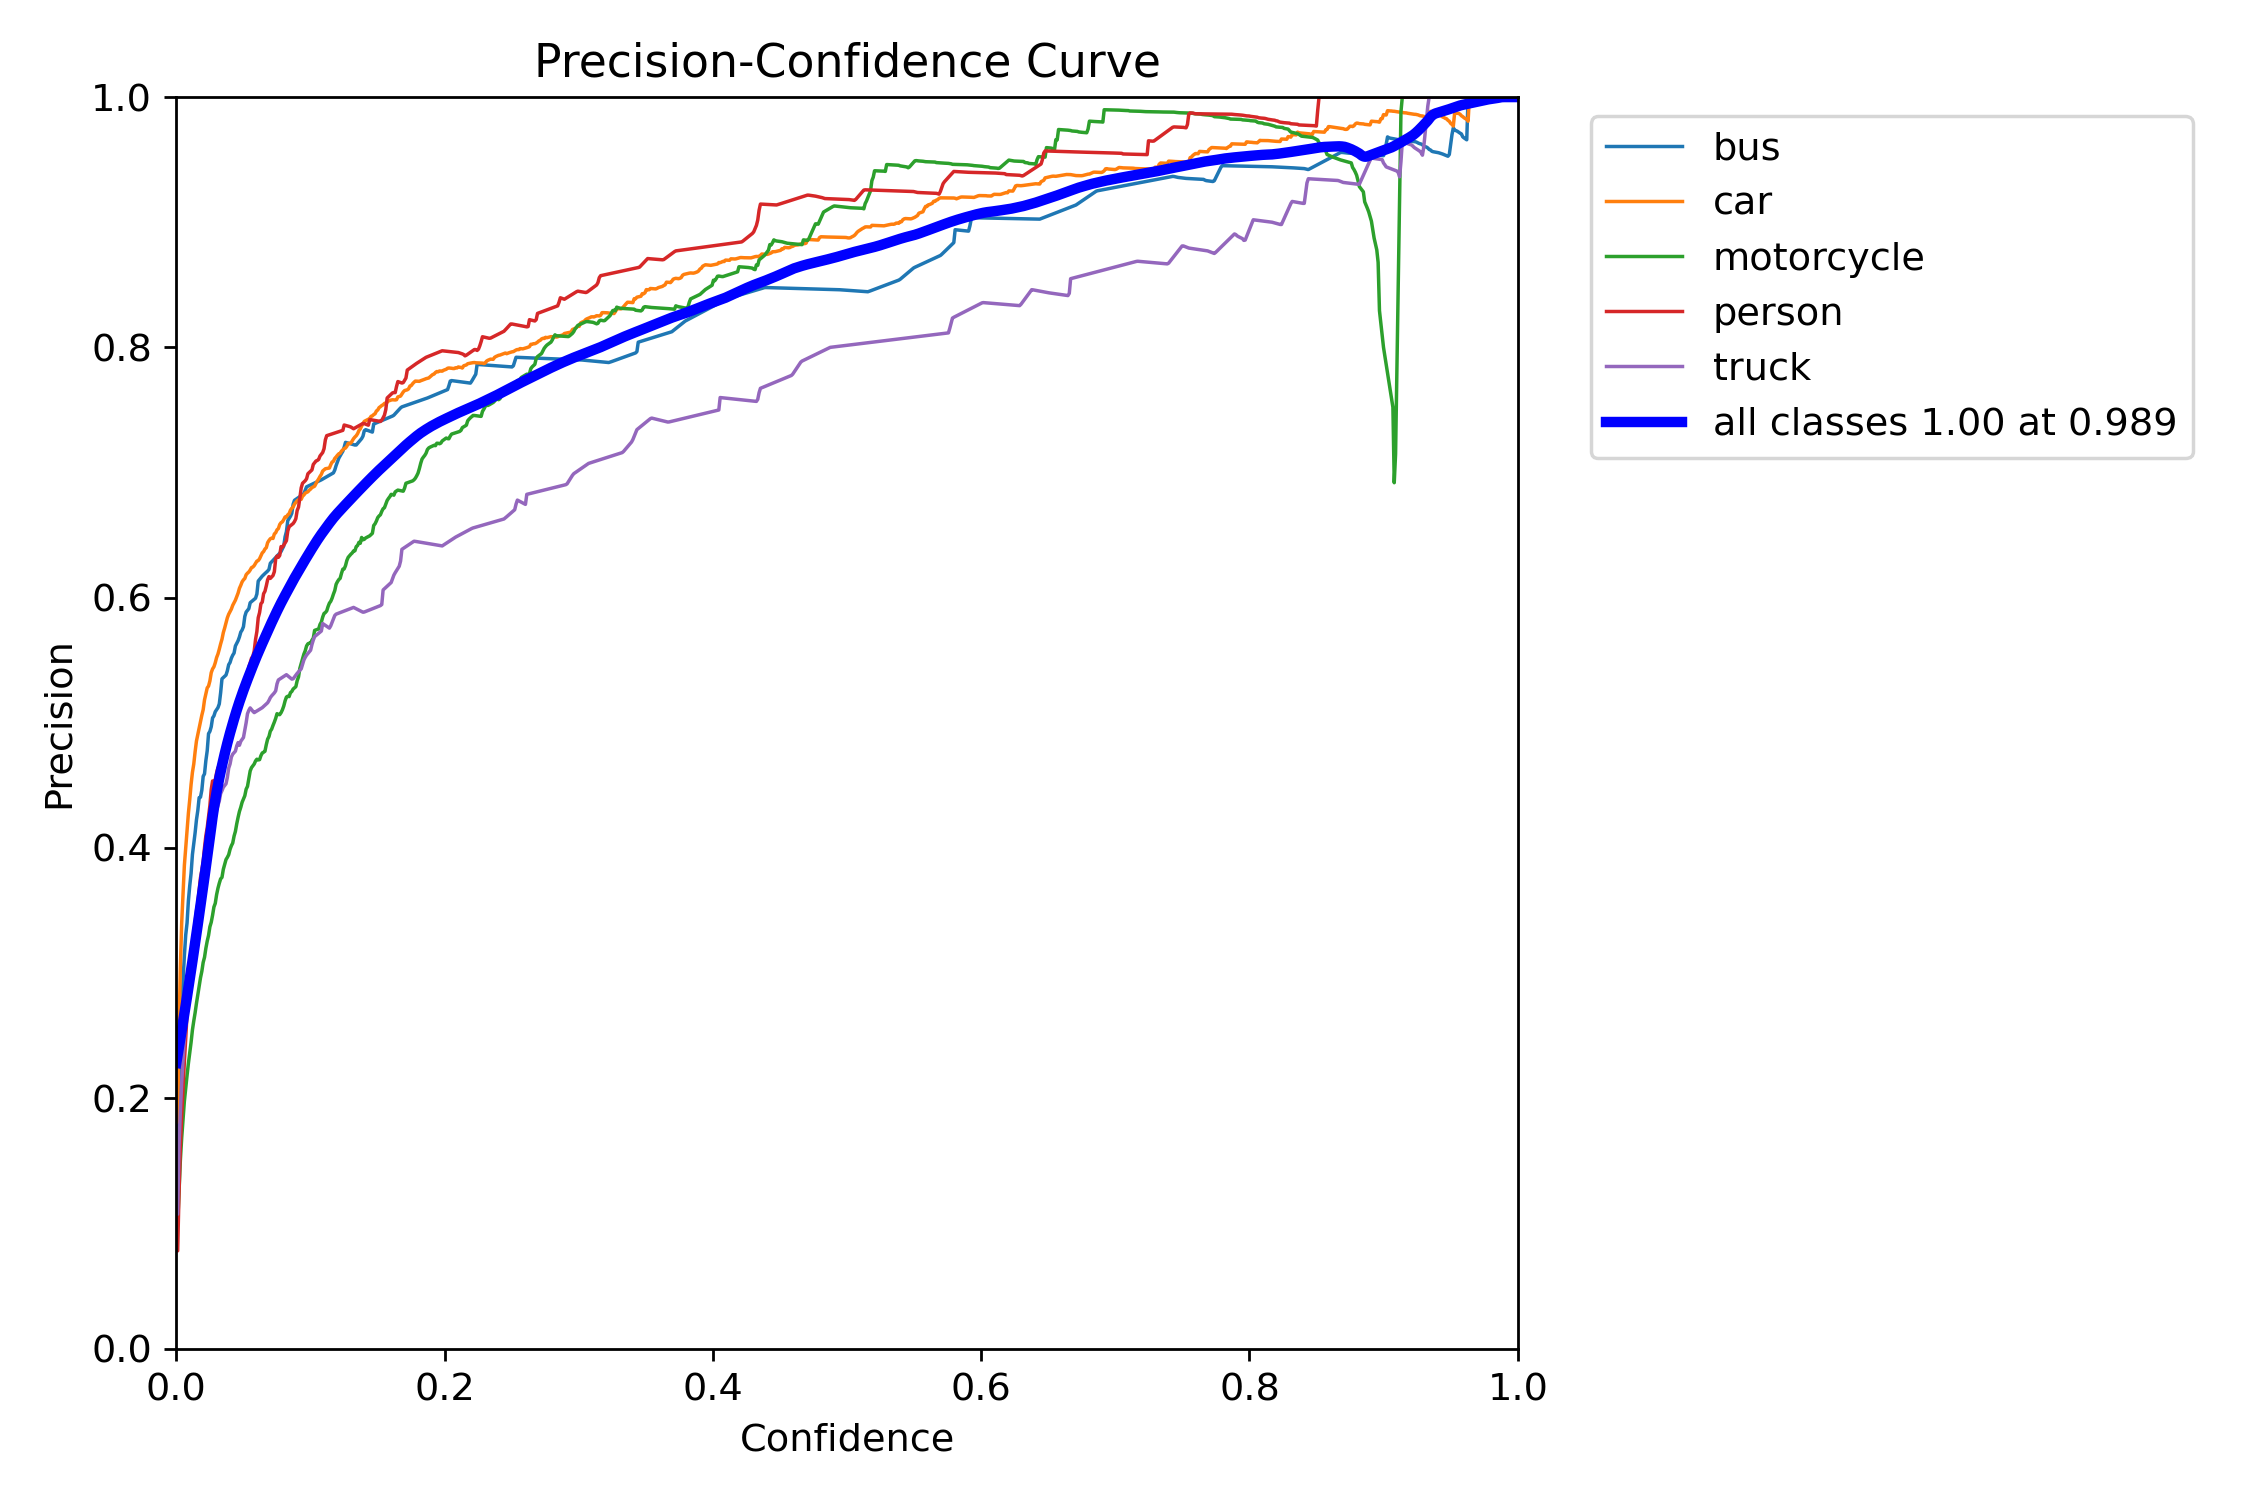 Precision-Confidence Curve
1.0
0.8
0.6
0.4
0.2
0.0
Precision
0.0 0.2 0.4 0.6 0.8 1.0
Confidence
bus
car
motorcycle
person
truck
all classes 1.00 at 0.989